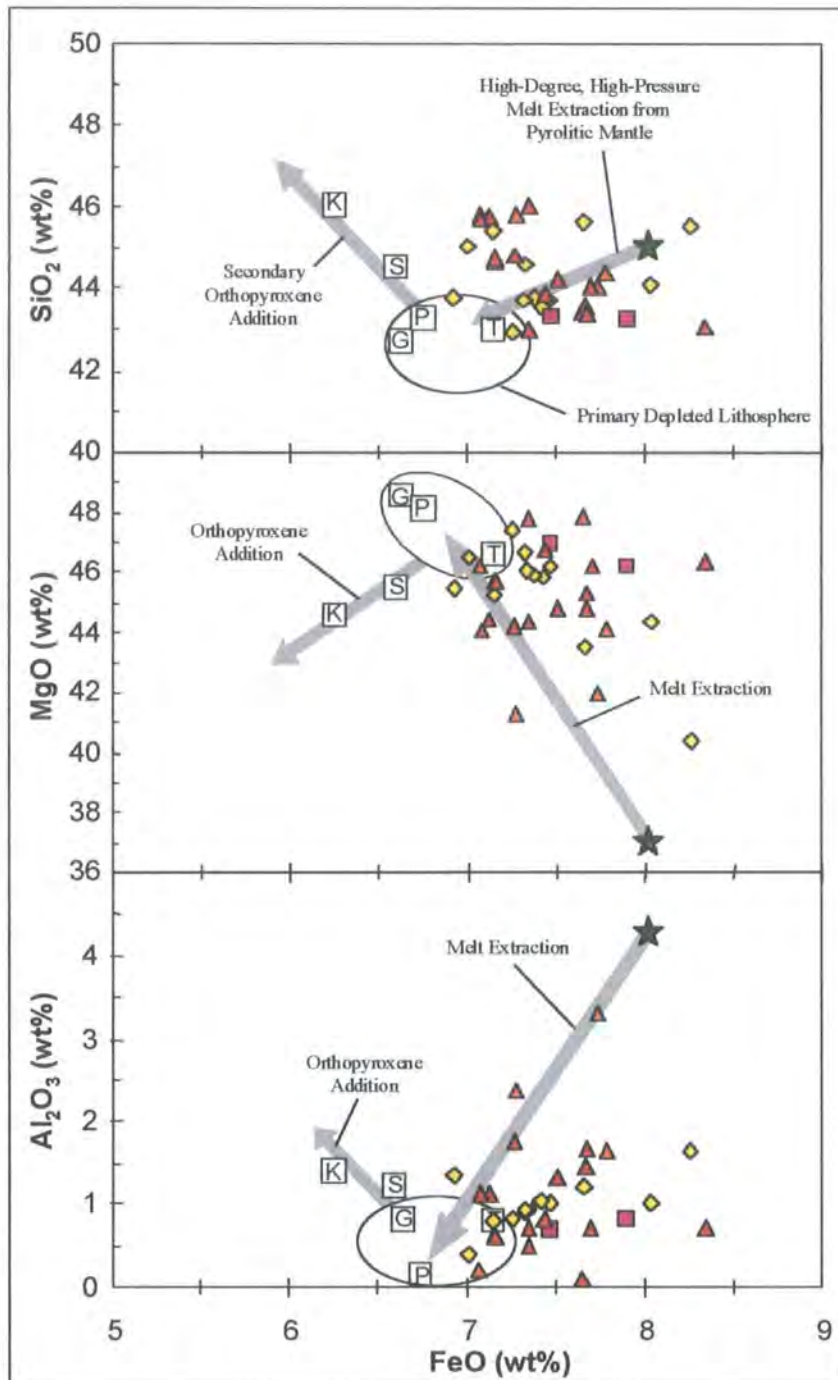 50
48
46
44
42
40
SiO₂ (wt%)
High-Degree, High-Pressure
Melt Extraction from
Pyrolitic Mantle
K
S
P
G
T
Secondary
Orthopyroxene
Addition
Primary Depleted Lithosphere
48
46
44
42
40
38
36
MgO (wt%)
G
P
T
S
K
Orthopyroxene
Addition
Melt Extraction
4
3
2
1
0
Al₂O₃ (wt%)
Melt Extraction
Orthopyroxene
Addition
K
S
G
P
5
6
7
8
9
FeO (wt%)